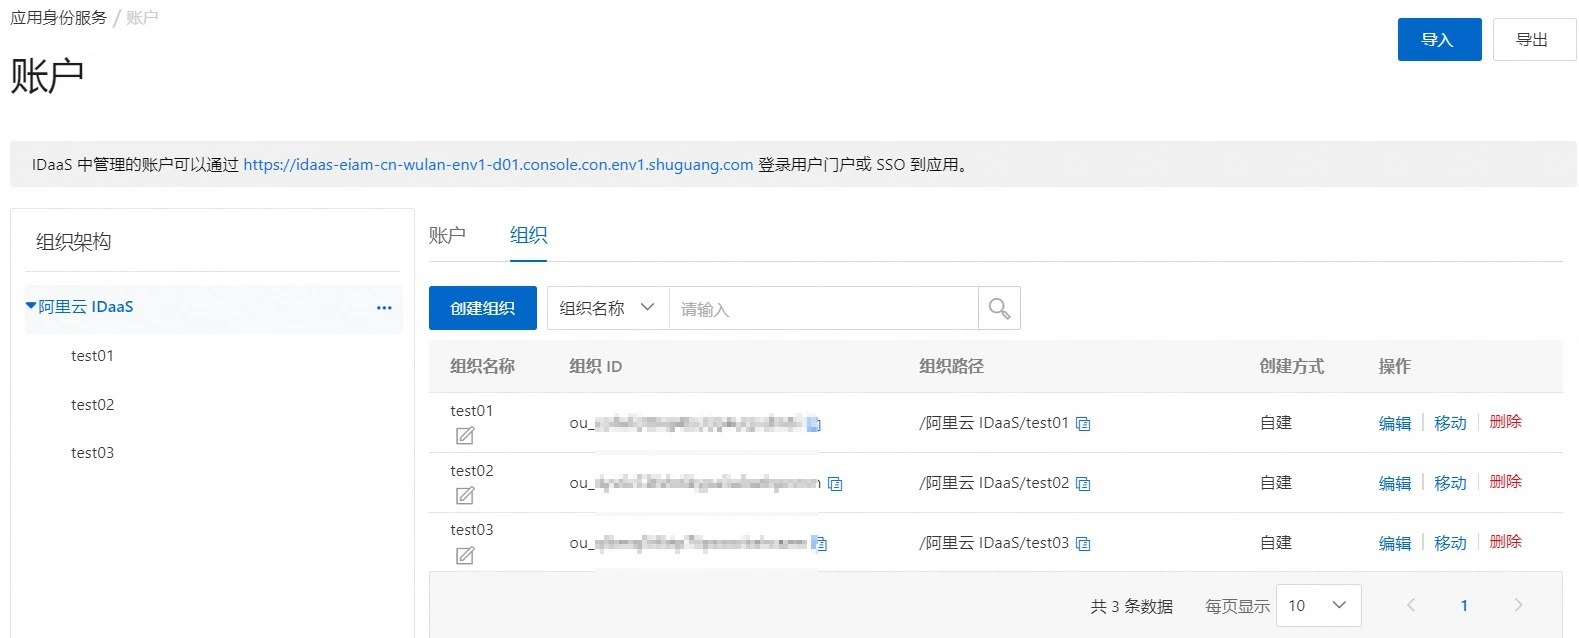 应用身份服务 / 账户
导入 导出
账户
IDaaS 中管理的账户可以通过 https://idaas-eiam-cn-wulan-env1-d01.console.con.env1.shuguang.com 登录用户门户或 SSO 到应用。
组织架构
阿里云 IDaaS
test01
test02
test03
账户 组织
创建组织 组织名称 请输入
组织名称 组织 ID 组织路径 创建方式 操作
test01 ou_ /阿里云 IDaaS/test01 自建 编辑 移动 删除
test02 ou_ /阿里云 IDaaS/test02 自建 编辑 移动 删除
test03 ou_ /阿里云 IDaaS/test03 自建 编辑 移动 删除
共 3 条数据 每页显示 10 1